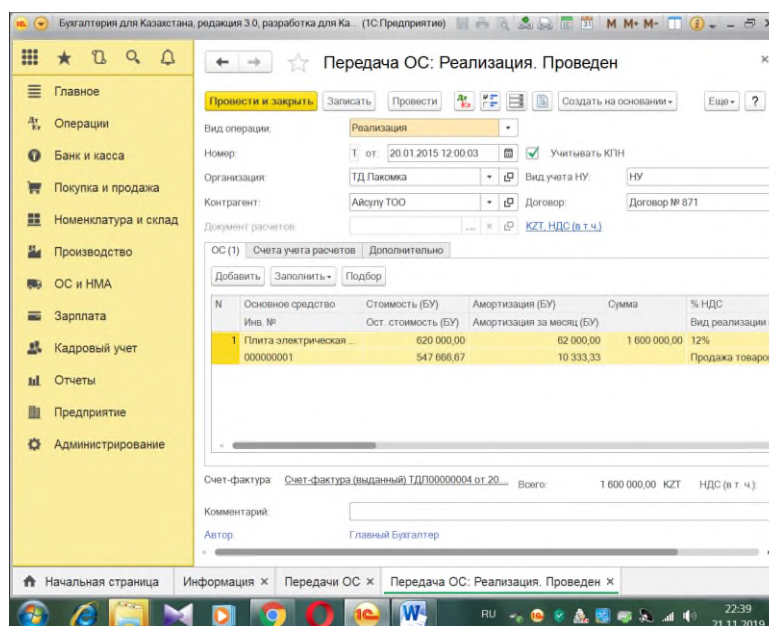 Бухгалтерия для Казахстана, редакция 3.0, разработка для Ка... (1С:Предприятие) M M+ M-
Передача ОС: Реализация. Проведен
Главное
Операции
Банк и касса
Покупка и продажа
Номенклатура и склад
Производство
ОС и НМА
Зарплата
Кадровый учет
Отчеты
Предприятие
Администрирование
Провести и закрыть Записать Провести Создать на основании Еще ?
Вид операции: Реализация
Номер: Т от: 20.01.2015 12:00:03 Учитывать КПН
Организация: ТД Лакомка Вид учета НУ: НУ
Контрагент: Айсулу ТОО Договор: Договор № 871
Документ расчетов: KZT, НДС (в т.ч.)
ОС (1) Счета учета расчетов Дополнительно
Добавить Заполнить Подбор
N Основное средство Стоимость (БУ) Амортизация (БУ) Сумма % НДС
Инв. № Ост. стоимость (БУ) Амортизация за месяц (БУ) Вид реализации
1 Плита электрическая ... 620 000,00 62 000,00 1 600 000,00 12%
000000001 547 666,67 10 333,33 Продажа товаро
Счет-фактура: Счет-фактура (выданный) ТДЛ00000004 от 20... Всего: 1 600 000,00 KZT НДС (в т. ч.):
Комментарий:
Автор: Главный Бухгалтер
Начальная страница Информация × Передачи ОС × Передача ОС: Реализация. Проведен ×
RU 22:39
21.11.2019